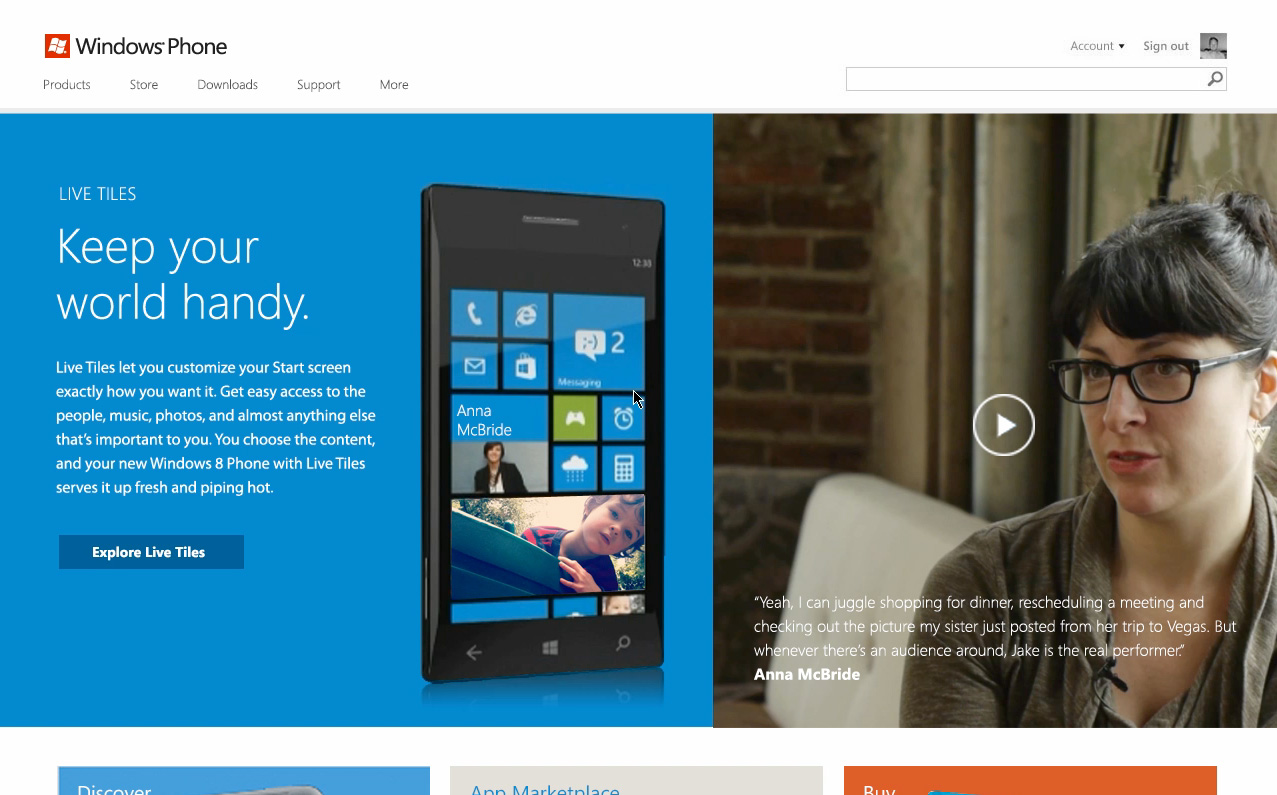 Windows Phone
Account
Sign out
Products
Store
Downloads
Support
More
LIVE TILES
Keep your
world handy.
Live Tiles let you customize your Start screen
exactly how you want it. Get easy access to the
people, music, photos, and almost anything else
that's important to you. You choose the content,
and your new Windows 8 Phone with Live Tiles
serves it up fresh and piping hot.
Explore Live Tiles
12:38
2
Messaging
Anna
McBride
“Yeah, I can juggle shopping for dinner, rescheduling a meeting and
checking out the picture my sister just posted from her trip to Vegas. But
whenever there's an audience around, Jake is the real performer.”
Anna McBride
Discover
App Marketplace
Buy